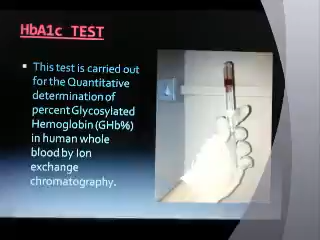 HbA1c TEST
This test is carried out
for the Quantitative
determination of
percent Glycosylated
Hemoglobin (GHb%)
in human whole
blood by Ion
exchange
chromatography.